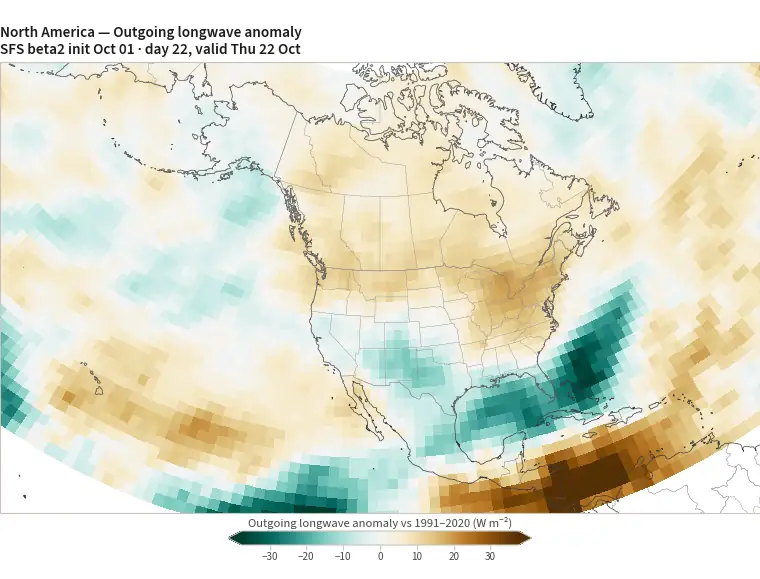 North America — Outgoing longwave anomaly
SFS beta2 init Oct 01 · day 22, valid Thu 22 Oct
Outgoing longwave anomaly vs 1991–2020 (W m⁻²)
−30 −20 −10 0 10 20 30